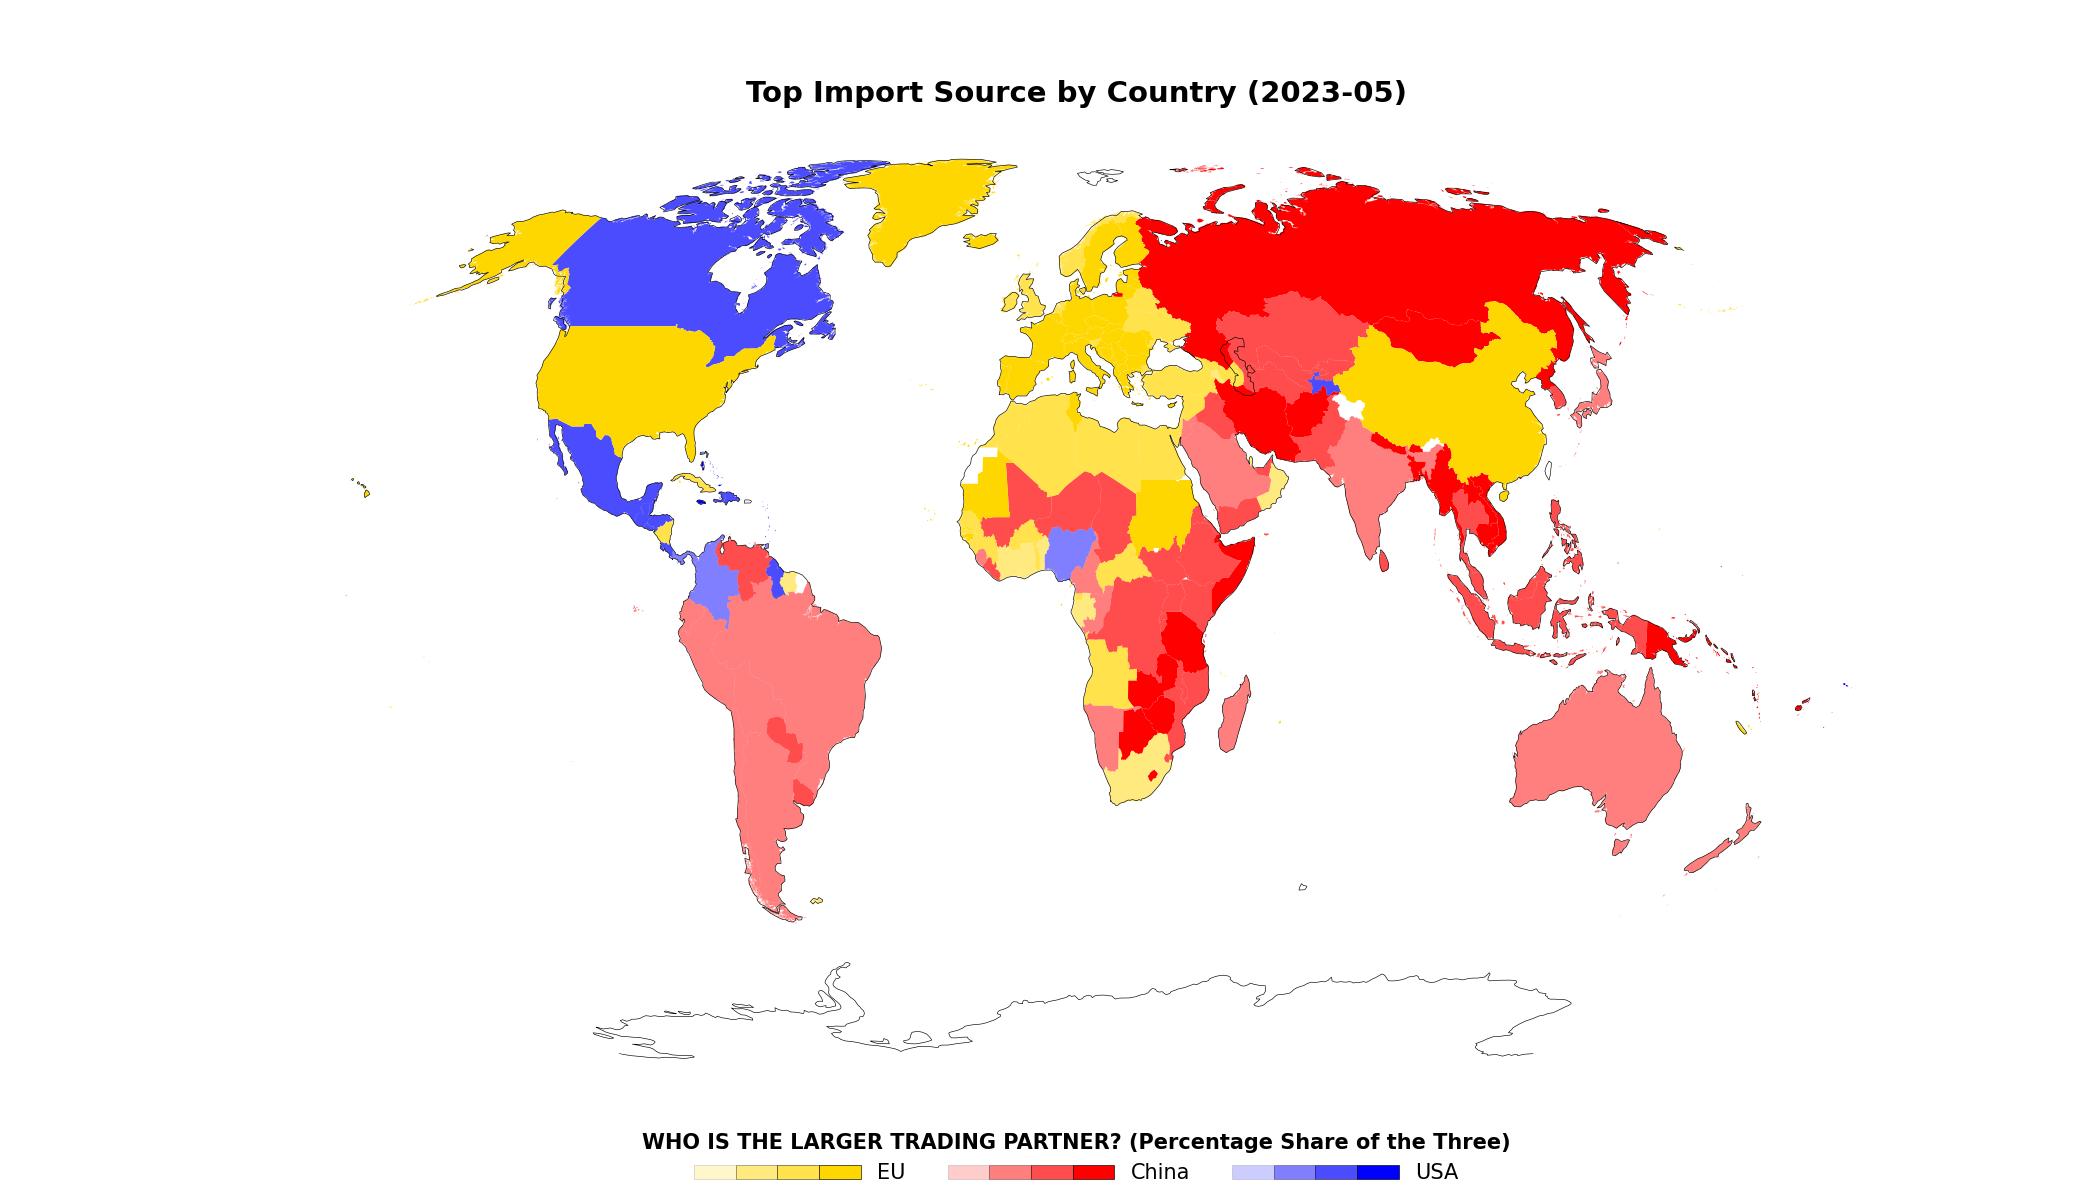 Top Import Source by Country (2023-05)
WHO IS THE LARGER TRADING PARTNER? (Percentage Share of the Three)
EU China USA